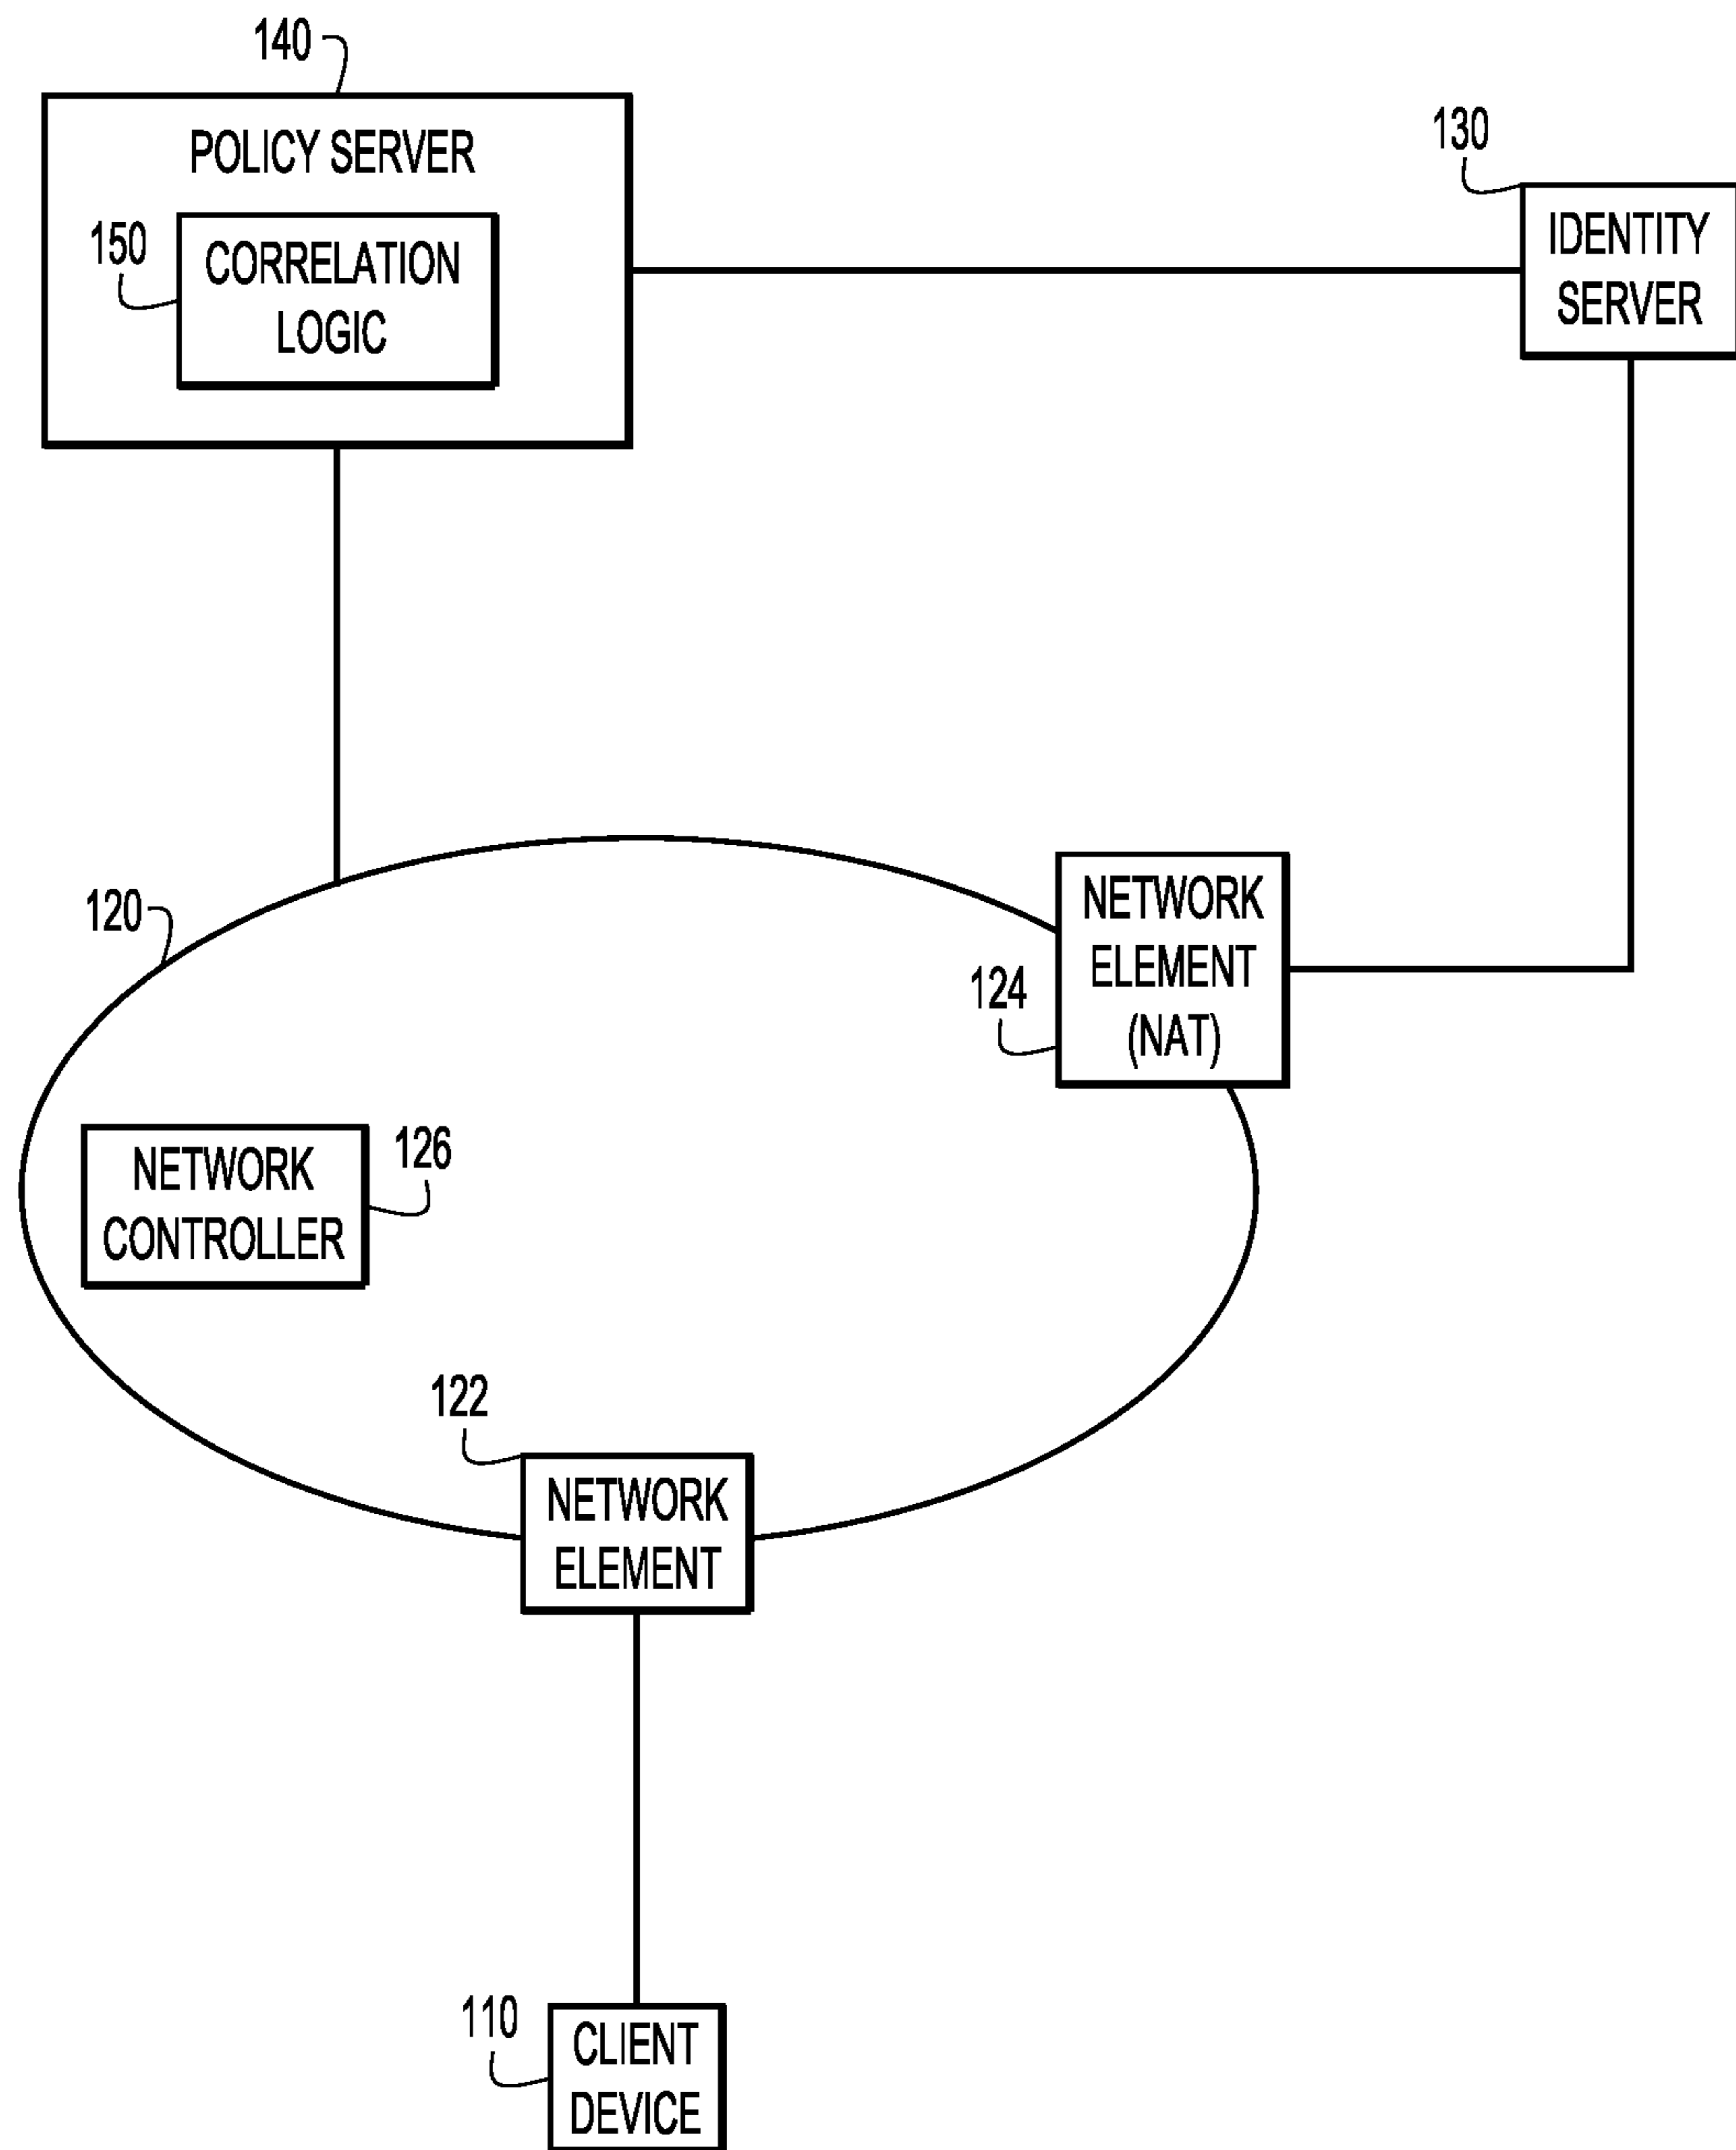 140
POLICY SERVER
150
CORRELATION
LOGIC
130
IDENTITY
SERVER
120
NETWORK
ELEMENT
(NAT)
124
NETWORK
CONTROLLER
126
122
NETWORK
ELEMENT
110
CLIENT
DEVICE